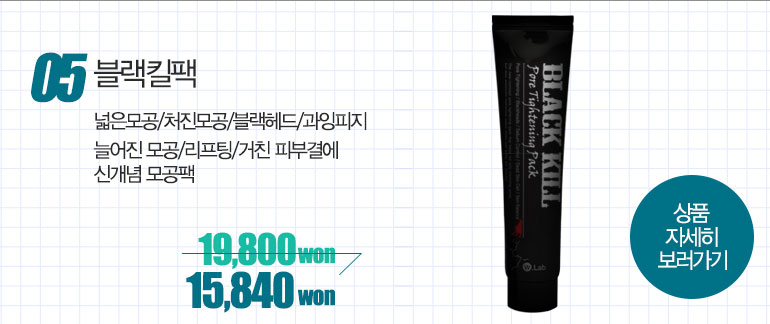 05 블랙킬팩
넓은모공/처진모공/블랙헤드/과잉피지
늘어진 모공/리프팅/거친 피부결에
신개념 모공팩
19,800won
15,840won
BLACK KILL
Pore Tightening Pack
W.Lab
상품
자세히
보러가기